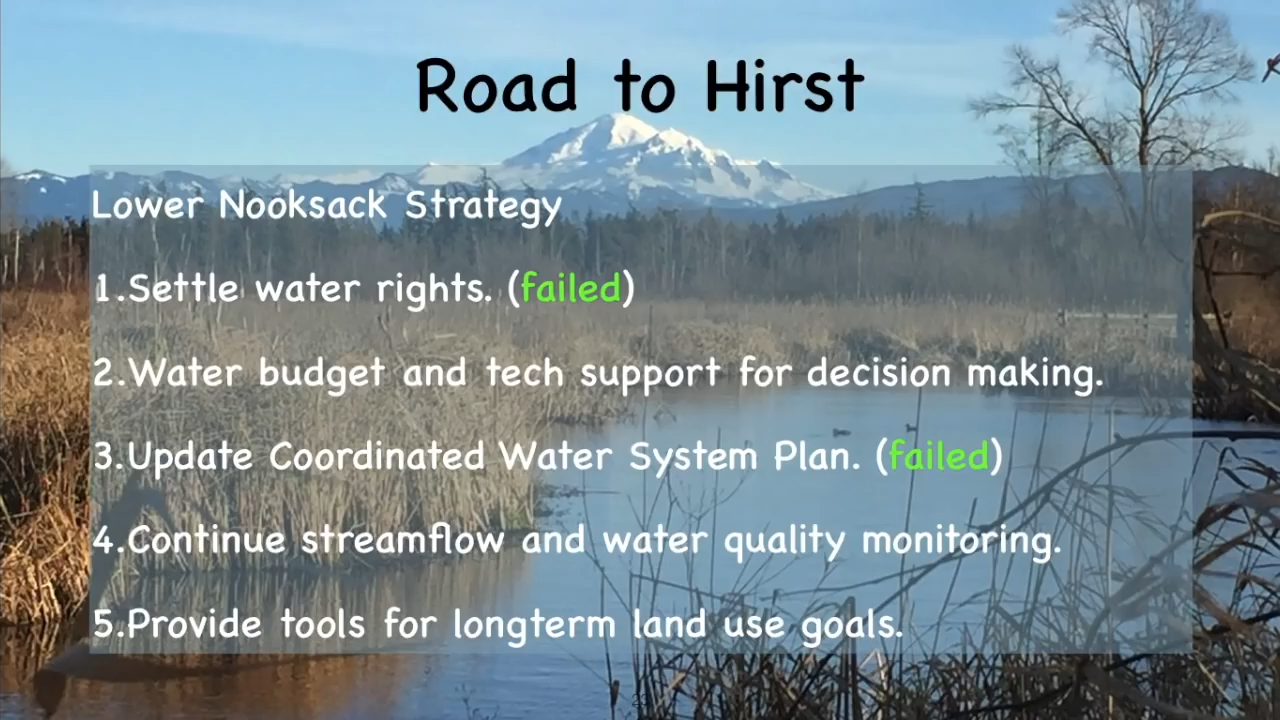 Road to Hirst
Lower Nooksack Strategy
1.Settle water rights. (failed)
2.Water budget and tech support for decision making.
3.Update Coordinated Water System Plan. (failed)
4.Continue streamflow and water quality monitoring.
5.Provide tools for longterm land use goals.